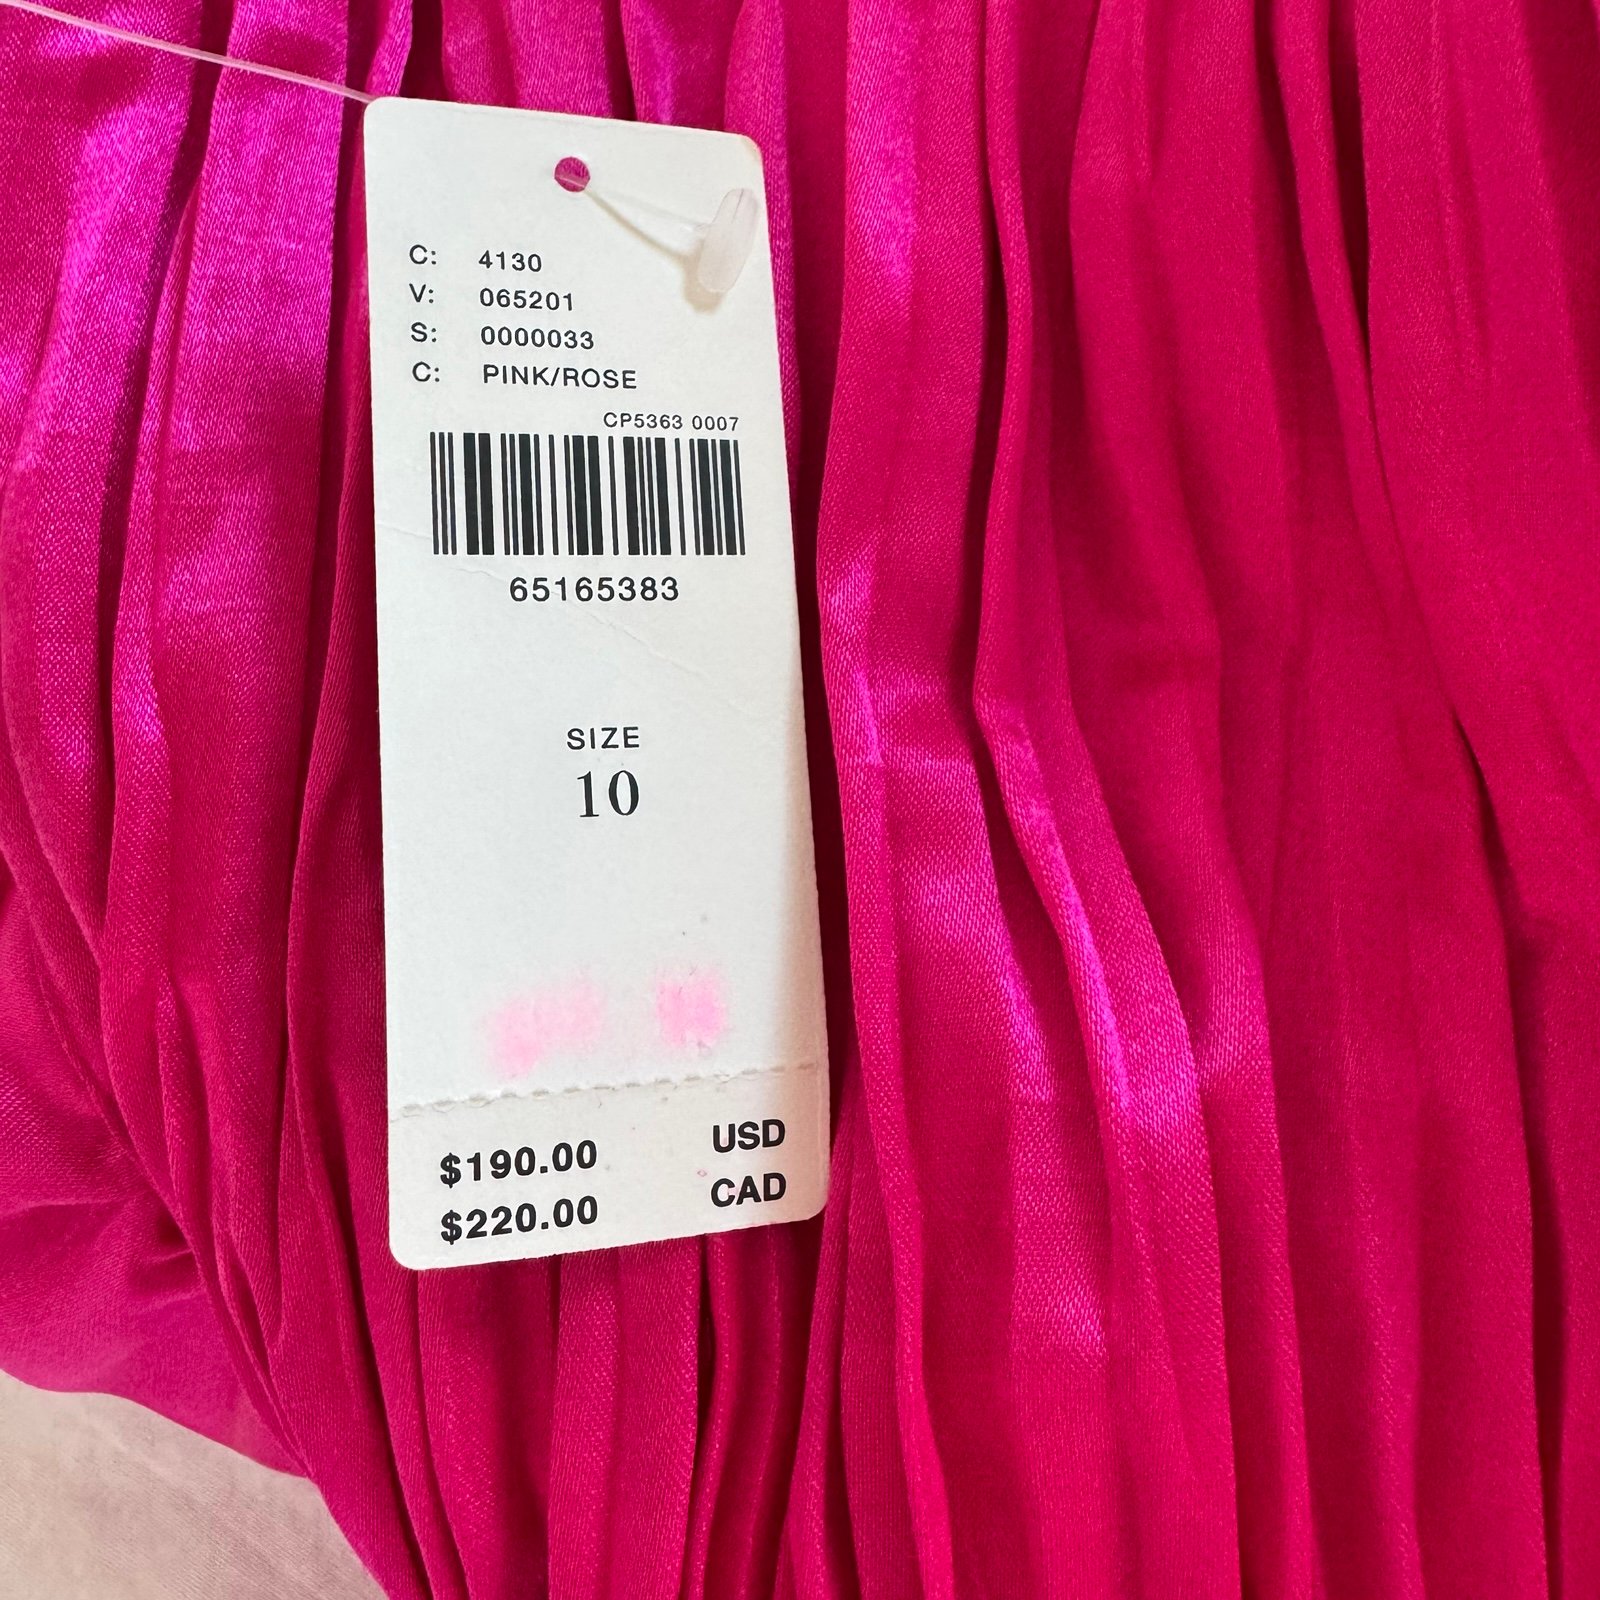 C: 4130
V: 065201
S: 0000033
C: PINK/ROSE
CP5363 0007
65165383
SIZE
10
$190.00 USD
$220.00 CAD